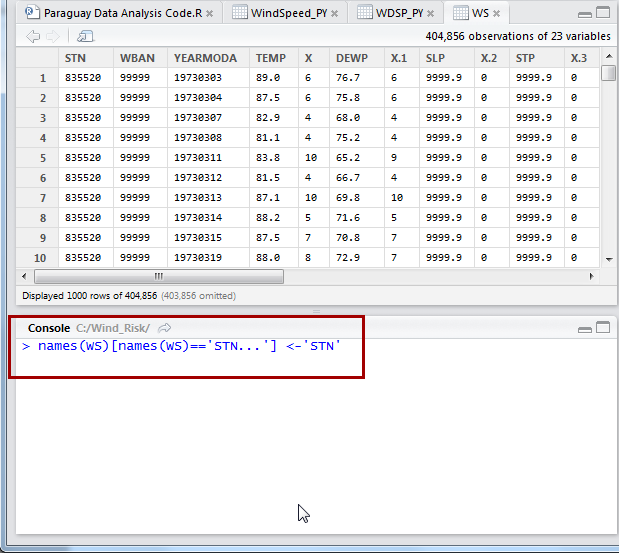 Paraguay Data Analysis Code.R × WindSpeed_PY × WDSP_PY × WS ×
404,856 observations of 23 variables
STN WBAN YEARMODA TEMP X DEWP X.1 SLP X.2 STP X.3
1 835520 99999 19730303 89.0 6 76.7 6 9999.9 0 9999.9 0
2 835520 99999 19730304 87.5 6 75.8 6 9999.9 0 9999.9 0
3 835520 99999 19730307 82.9 4 68.0 4 9999.9 0 9999.9 0
4 835520 99999 19730308 81.1 4 75.2 4 9999.9 0 9999.9 0
5 835520 99999 19730311 83.8 10 65.2 9 9999.9 0 9999.9 0
6 835520 99999 19730312 81.5 4 66.7 4 9999.9 0 9999.9 0
7 835520 99999 19730313 87.1 10 69.8 10 9999.9 0 9999.9 0
8 835520 99999 19730314 88.2 5 71.6 5 9999.9 0 9999.9 0
9 835520 99999 19730315 87.5 7 70.8 7 9999.9 0 9999.9 0
10 835520 99999 19730319 88.0 8 72.9 7 9999.9 0 9999.9 0
Displayed 1000 rows of 404,856 (403,856 omitted)
Console C:/Wind_Risk/
> names(WS)[names(WS)=='STN...'] <-'STN'